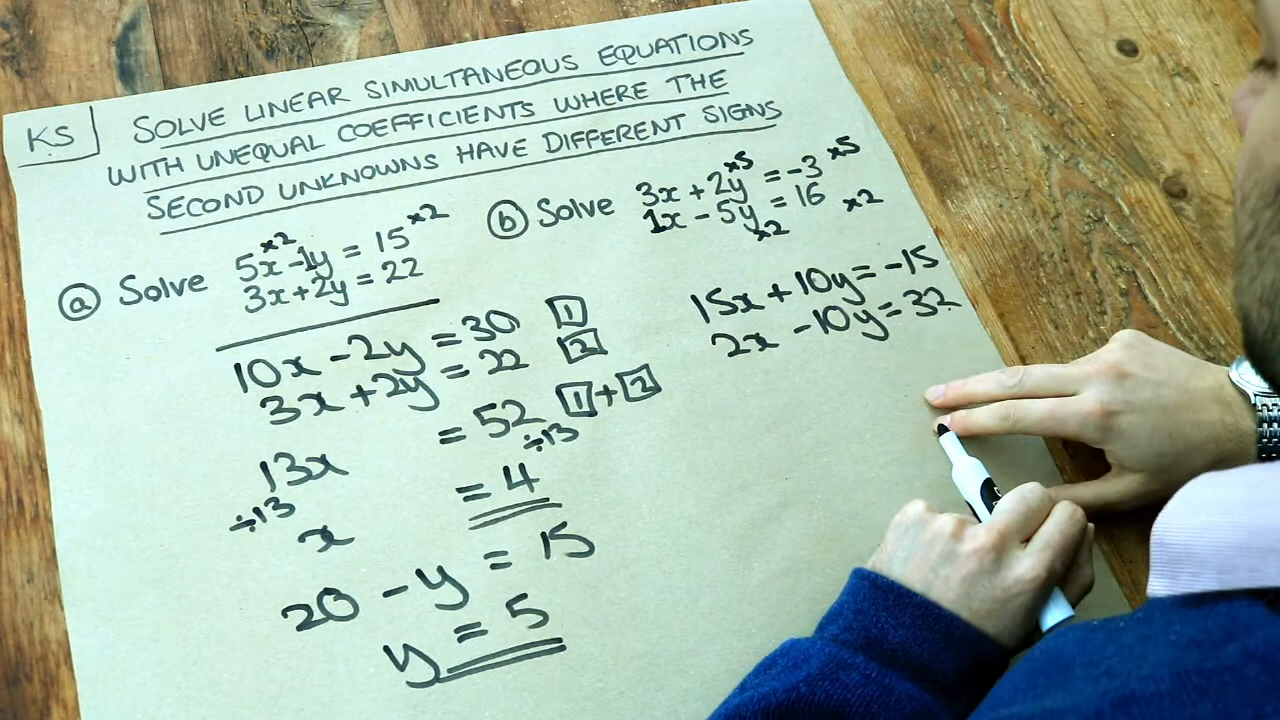 KS
SOLVE LINEAR SIMULTANEOUS EQUATIONS
WITH UNEQUAL COEFFICIENTS WHERE THE
SECOND UNKNOWNS HAVE DIFFERENT SIGNS
ⓐ Solve 5x -1y = 15
×2 ×2
3x + 2y = 22
10x - 2y = 30 1
3x + 2y = 22 2
13x = 52 1 + 2
÷13 ÷13
x = 4
20 - y = 15
y = 5
ⓑ Solve 3x + 2y = -3
×5 ×5
1x - 5y = 16
×2 ×2
15x + 10y = -15
2x - 10y = 32